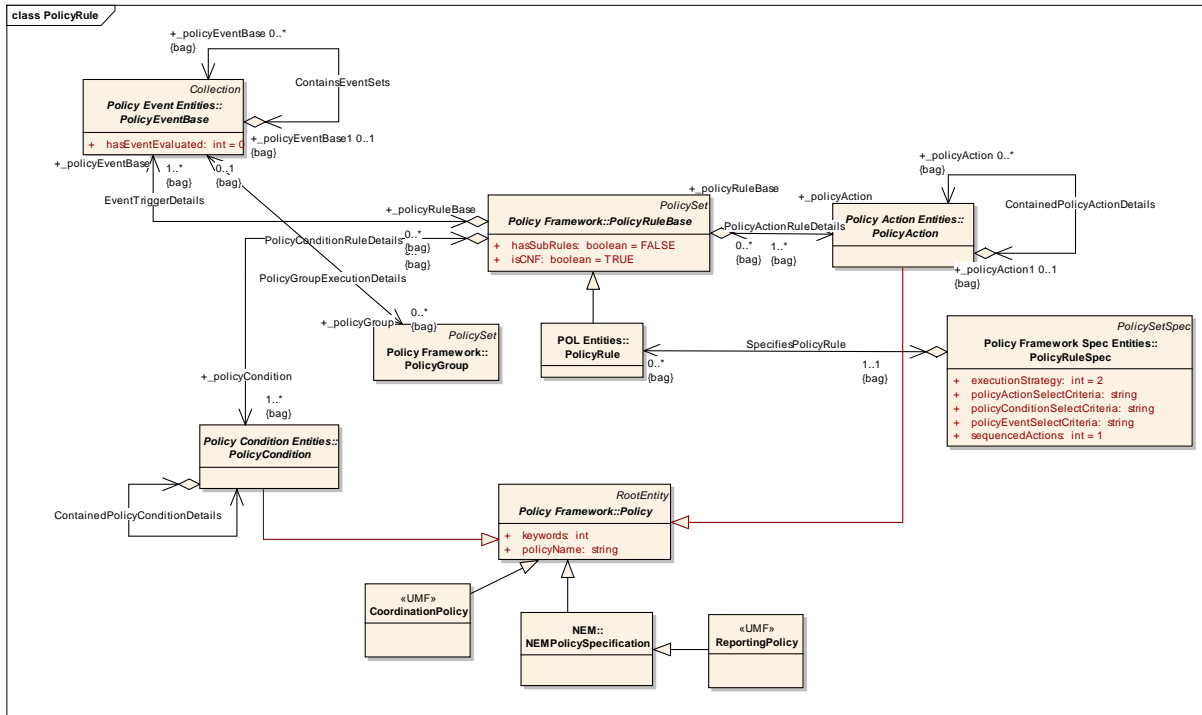 class PolicyRule
+_policyEventBase 0..*
{bag}
ContainsEventSets
Collection
Policy Event Entities::
PolicyEventBase
+ hasEventEvaluated: int = 0
+_policyEventBase1 0..1
{bag}
+_policyEventBase
1..*
{bag}
0..1
{bag}
EventTriggerDetails
+_policyRuleBase
0..*
{bag}
PolicyConditionRuleDetails
{bag}
PolicyGroupExecutionDetails
+_policyGroup
0..*
{bag}
PolicySet
Policy Framework::
PolicyGroup
PolicySet
Policy Framework::PolicyRuleBase
+ hasSubRules: boolean = FALSE
+ isCNF: boolean = TRUE
+_policyRuleBase
PolicyActionRuleDetails
0..*
{bag}
1..*
{bag}
+_policyAction
+_policyAction 0..*
{bag}
ContainedPolicyActionDetails
Policy Action Entities::
PolicyAction
+_policyAction1 0..1
{bag}
POL Entities::
PolicyRule
SpecifiesPolicyRule
0..*
{bag}
1..1
{bag}
PolicySetSpec
Policy Framework Spec Entities::
PolicyRuleSpec
+ executionStrategy: int = 2
+ policyActionSelectCriteria: string
+ policyConditionSelectCriteria: string
+ policyEventSelectCriteria: string
+ sequencedActions: int = 1
+_policyCondition
1..*
{bag}
Policy Condition Entities::
PolicyCondition
ContainedPolicyConditionDetails
RootEntity
Policy Framework::Policy
+ keywords: int
+ policyName: string
«UMF»
CoordinationPolicy
NEM::
NEMPolicySpecification
«UMF»
ReportingPolicy